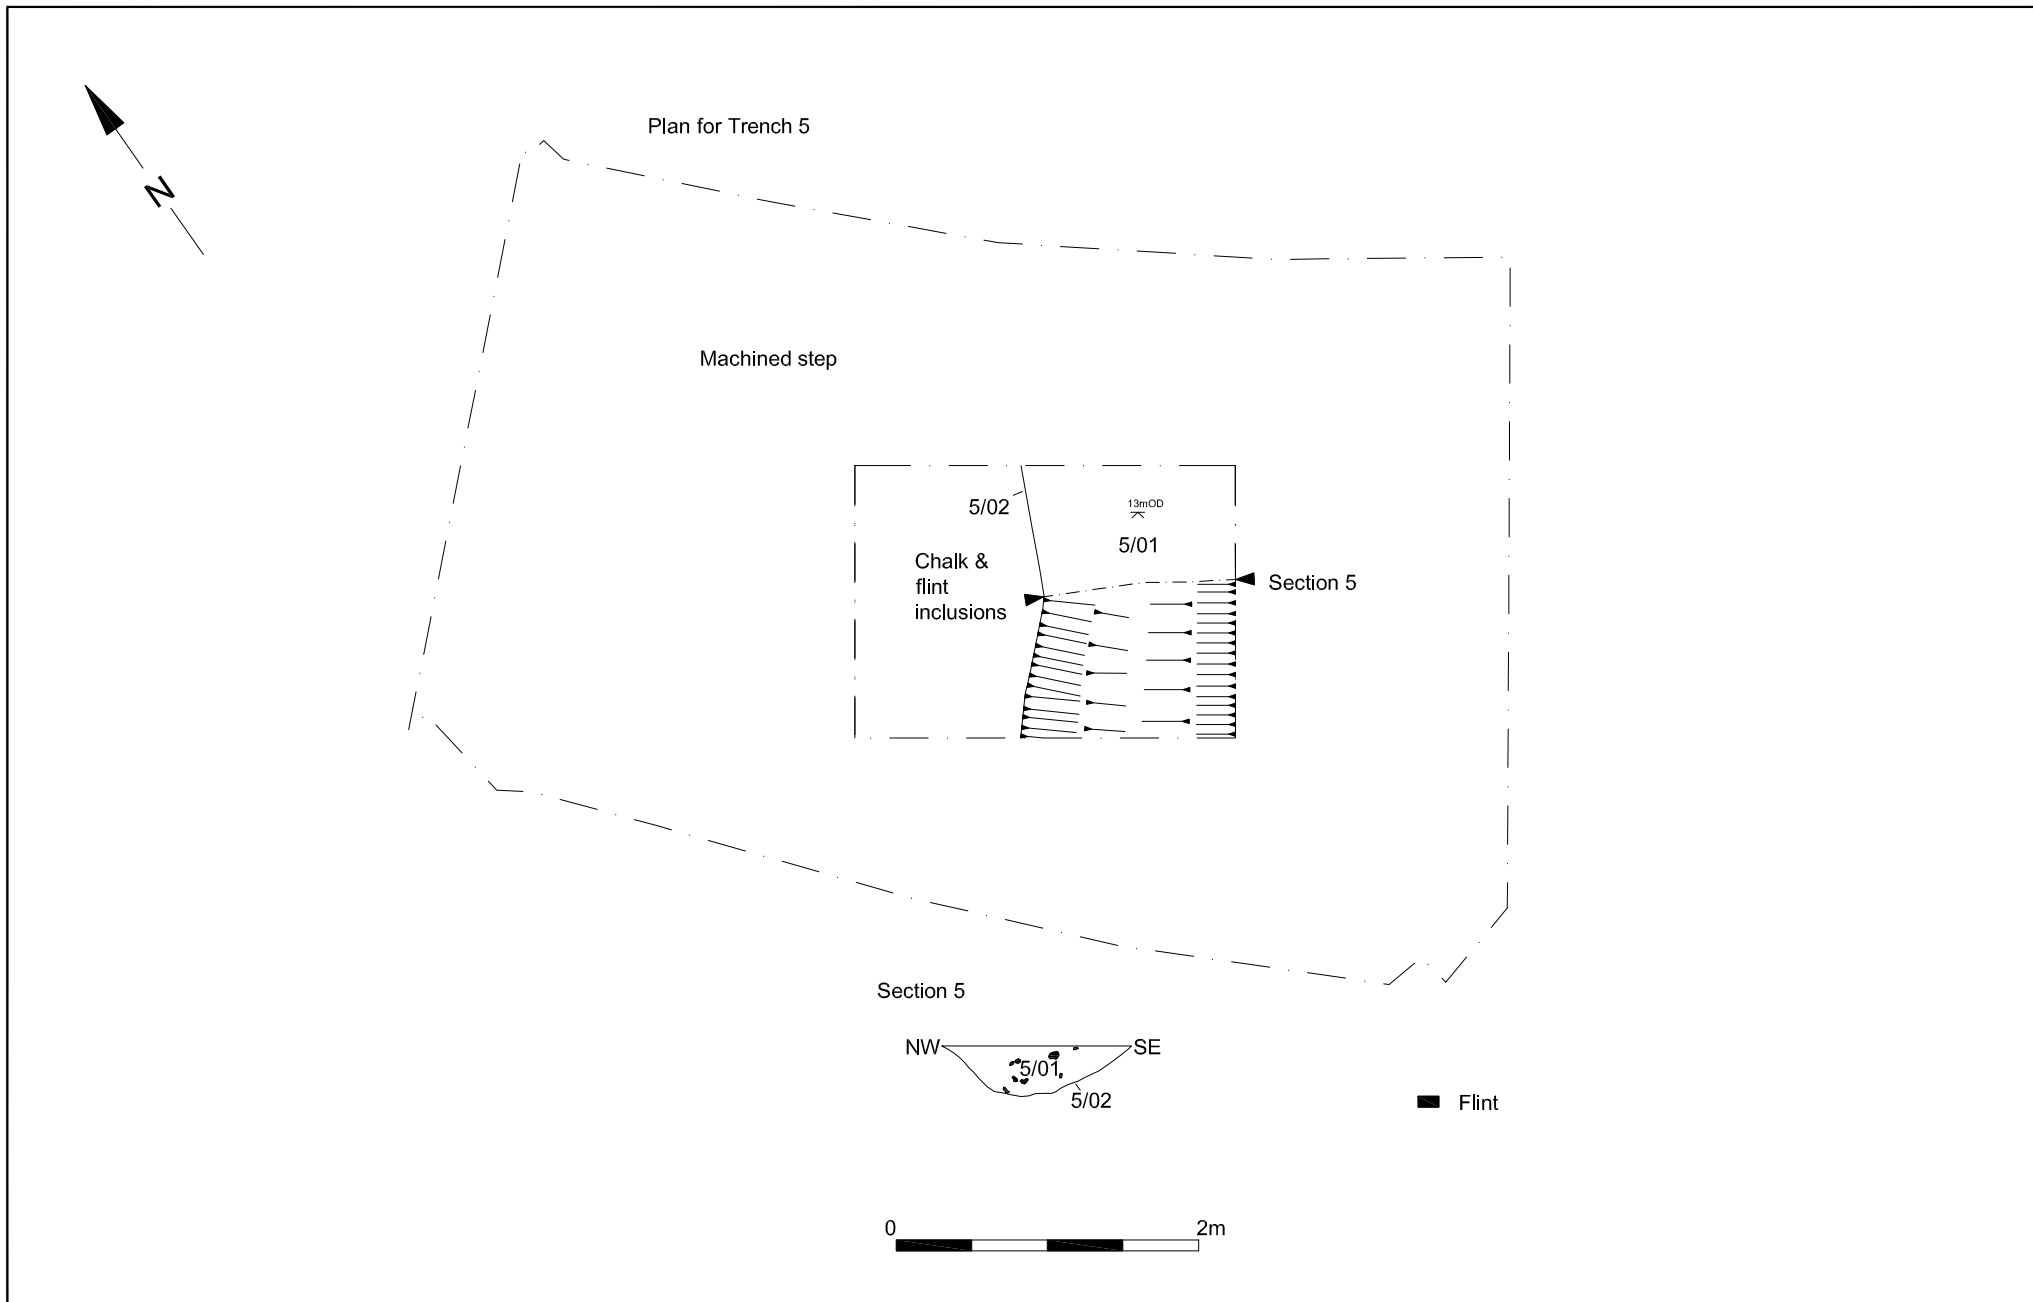 Plan for Trench 5
N
Machined step
5/02
13mOD
5/01
Chalk &
flint
inclusions
Section 5
Section 5
NW
SE
5/01
5/02
Flint
0
2m